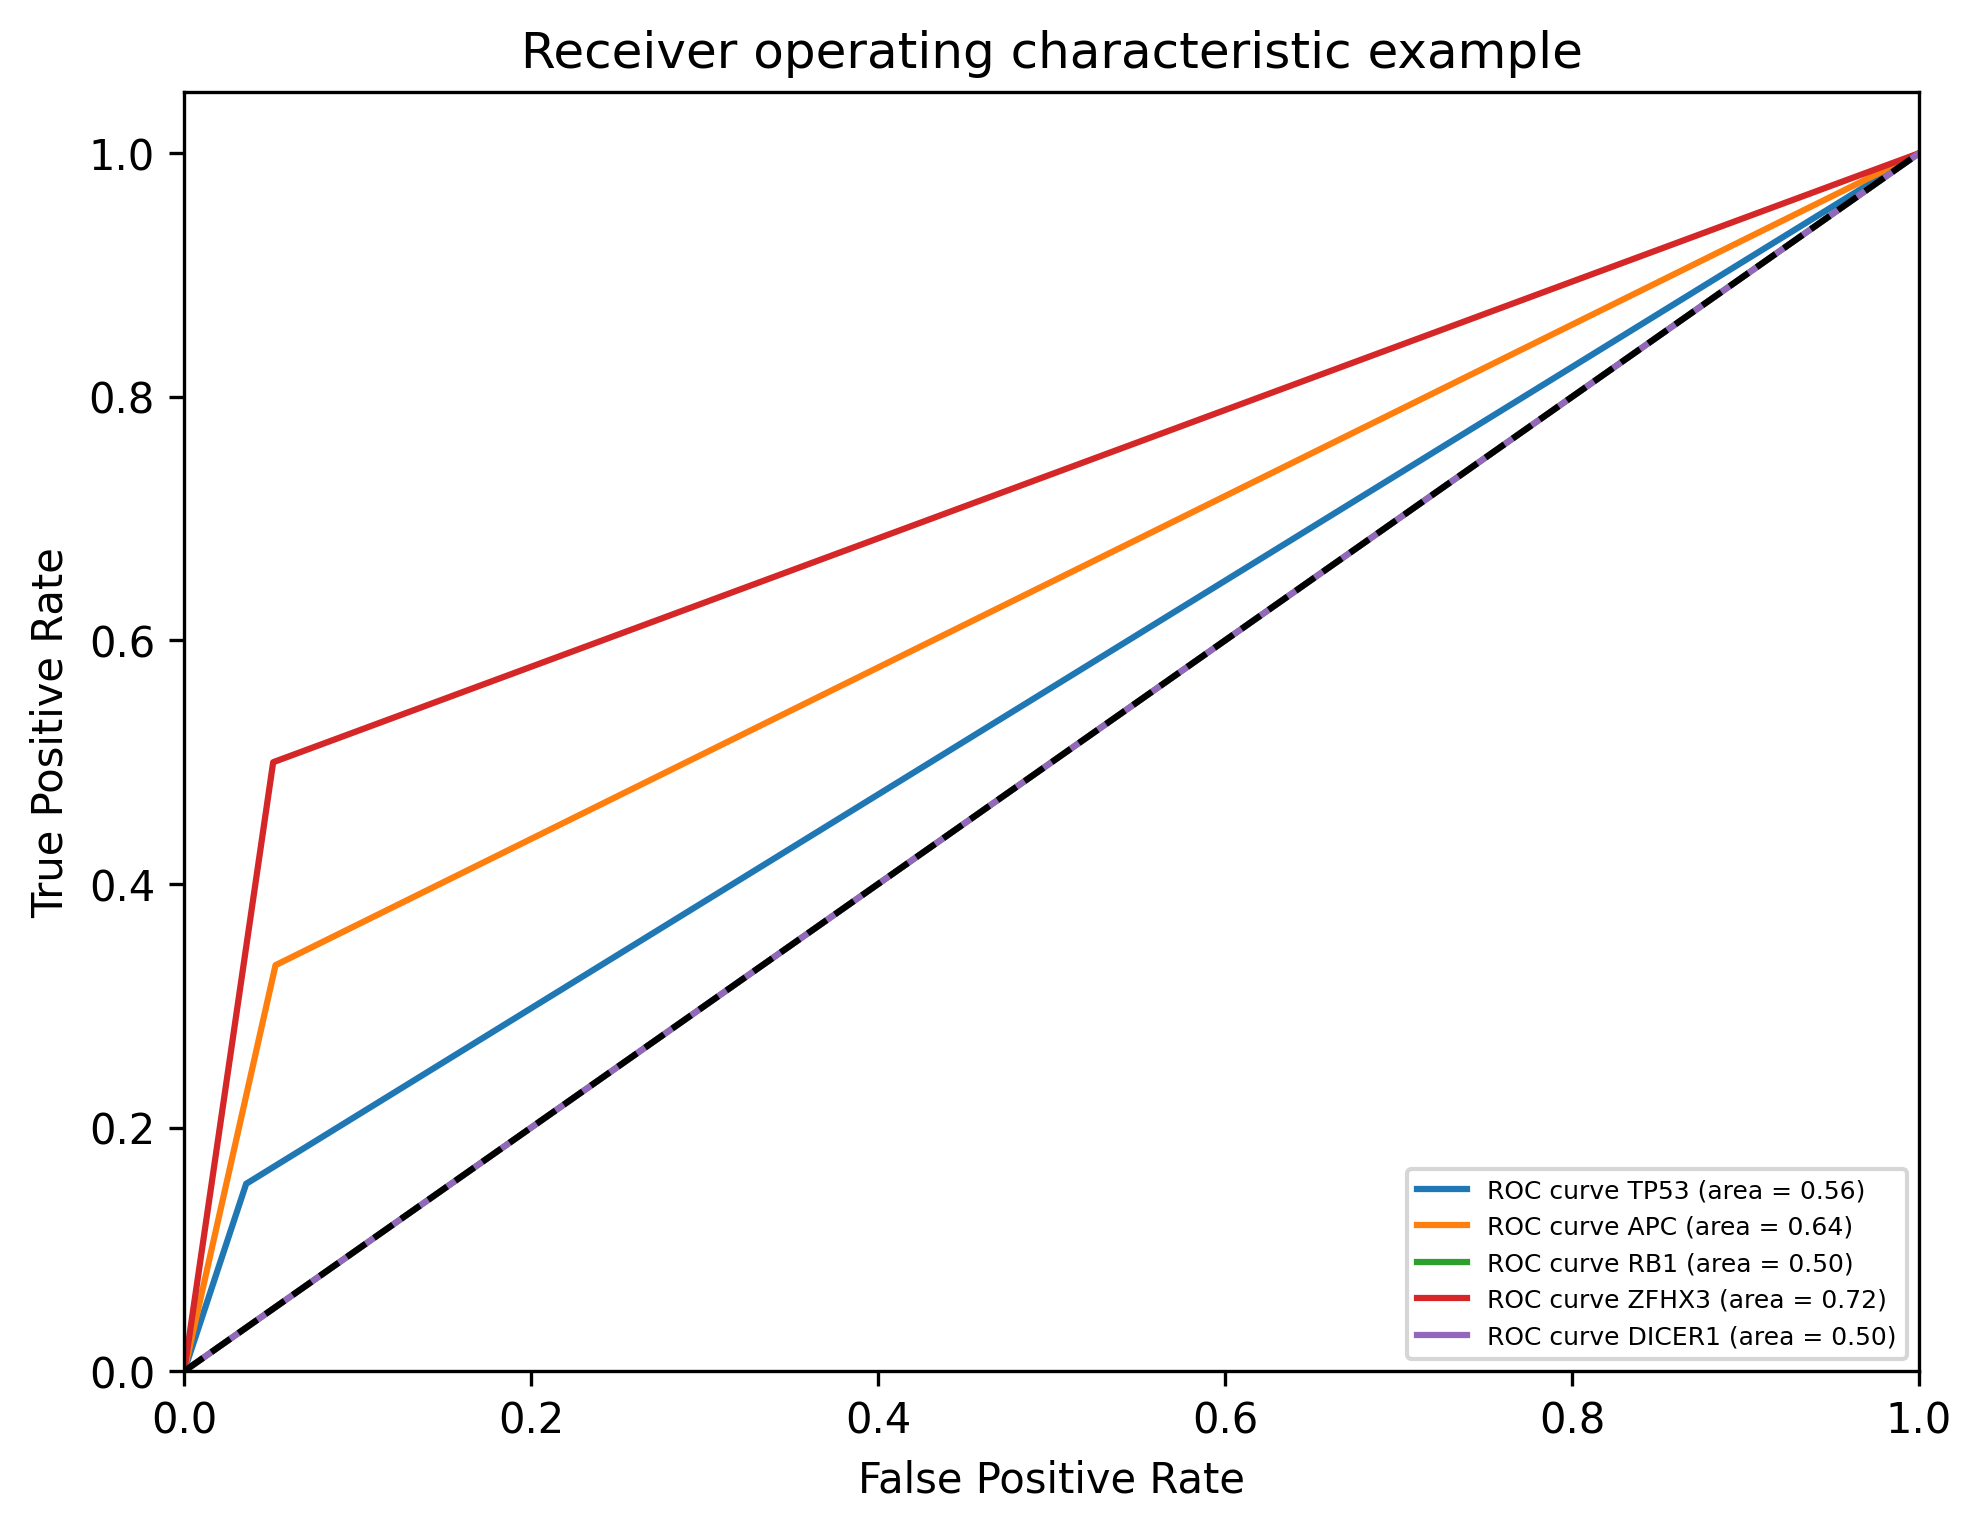 Receiver operating characteristic example
True Positive Rate
1.0
0.8
0.6
0.4
0.2
0.0
ROC curve TP53 (area = 0.56)
ROC curve APC (area = 0.64)
ROC curve RB1 (area = 0.50)
ROC curve ZFHX3 (area = 0.72)
ROC curve DICER1 (area = 0.50)
0.0 0.2 0.4 0.6 0.8 1.0
False Positive Rate